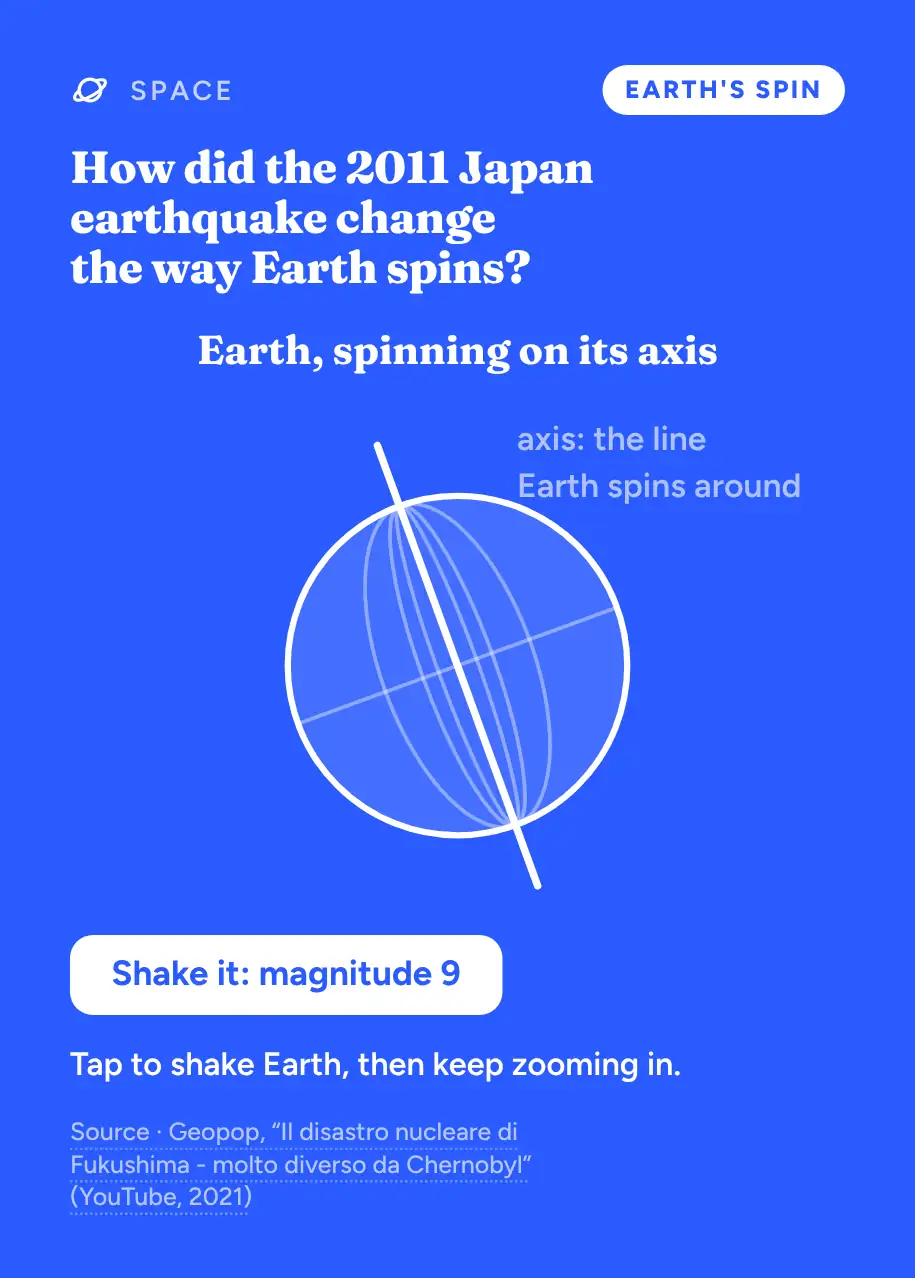 SPACE
EARTH'S SPIN
How did the 2011 Japan
earthquake change
the way Earth spins?
Earth, spinning on its axis
axis: the line
Earth spins around
Shake it: magnitude 9
Tap to shake Earth, then keep zooming in.
Source · Geopop, “Il disastro nucleare di
Fukushima - molto diverso da Chernobyl”
(YouTube, 2021)